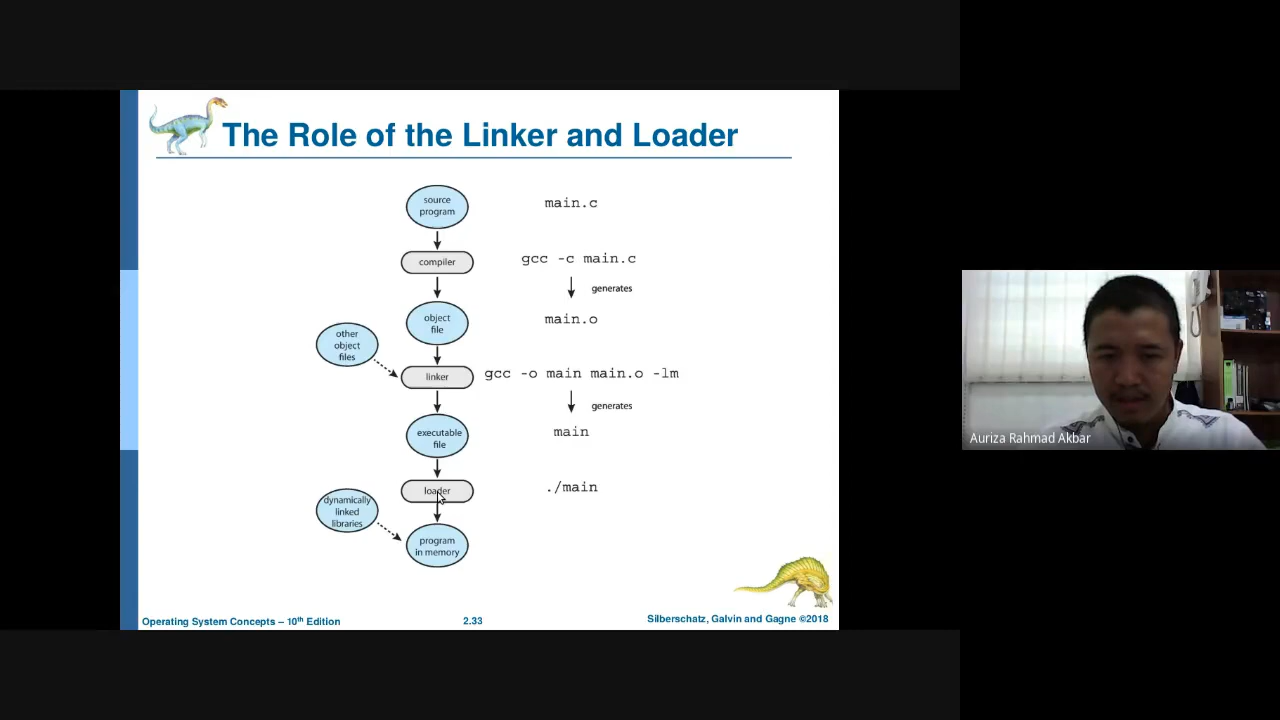 The Role of the Linker and Loader
source
program
main.c
compiler
gcc -c main.c
generates
object
file
main.o
other
object
files
linker
gcc -o main main.o -lm
generates
executable
file
main
loader
./main
dynamically
linked
libraries
program
in memory
Operating System Concepts – 10th Edition
2.33
Silberschatz, Galvin and Gagne ©2018
Auriza Rahmad Akbar